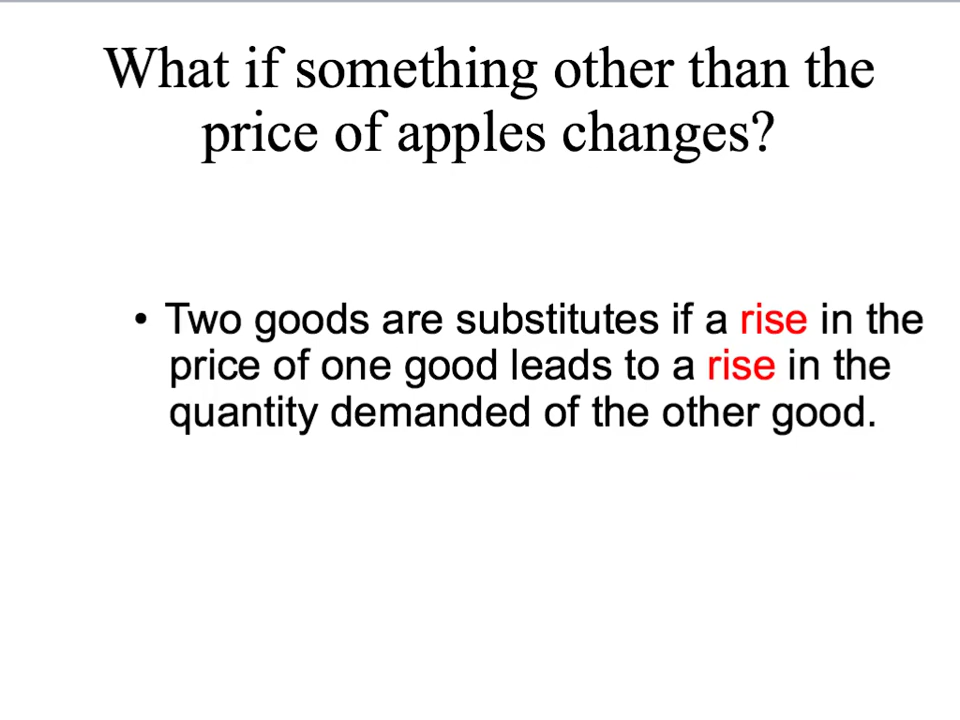 What if something other than the
price of apples changes?
• Two goods are substitutes if a rise in the
price of one good leads to a rise in the
quantity demanded of the other good.